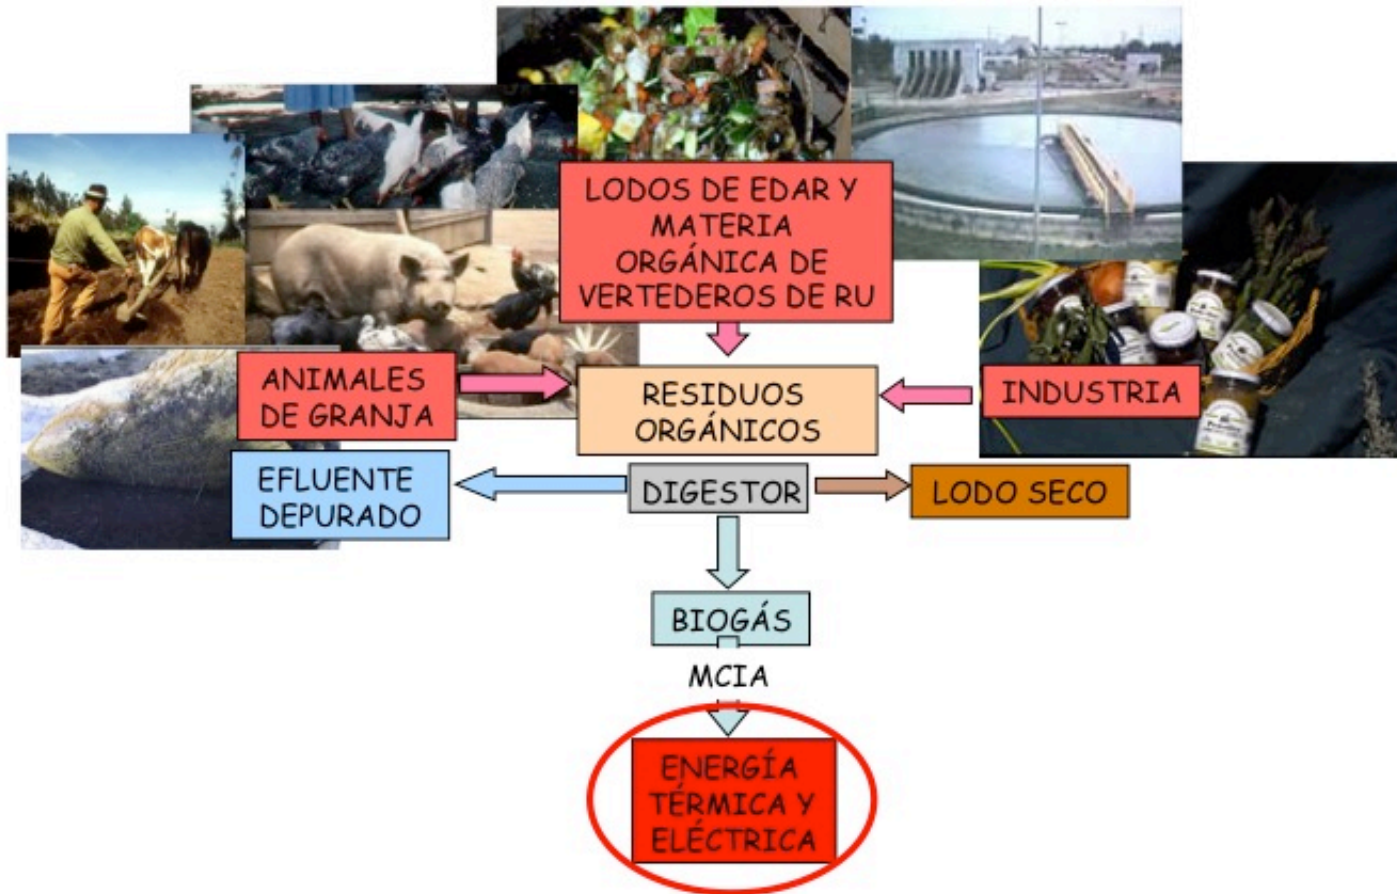 LODOS DE EDAR Y
MATERIA
ORGÁNICA DE
VERTEDEROS DE RU
ANIMALES
DE GRANJA
RESIDUOS
ORGÁNICOS
INDUSTRIA
EFLUENTE
DEPURADO
DIGESTOR
LODO SECO
BIOGÁS
MCIA
ENERGÍA
TÉRMICA Y
ELÉCTRICA